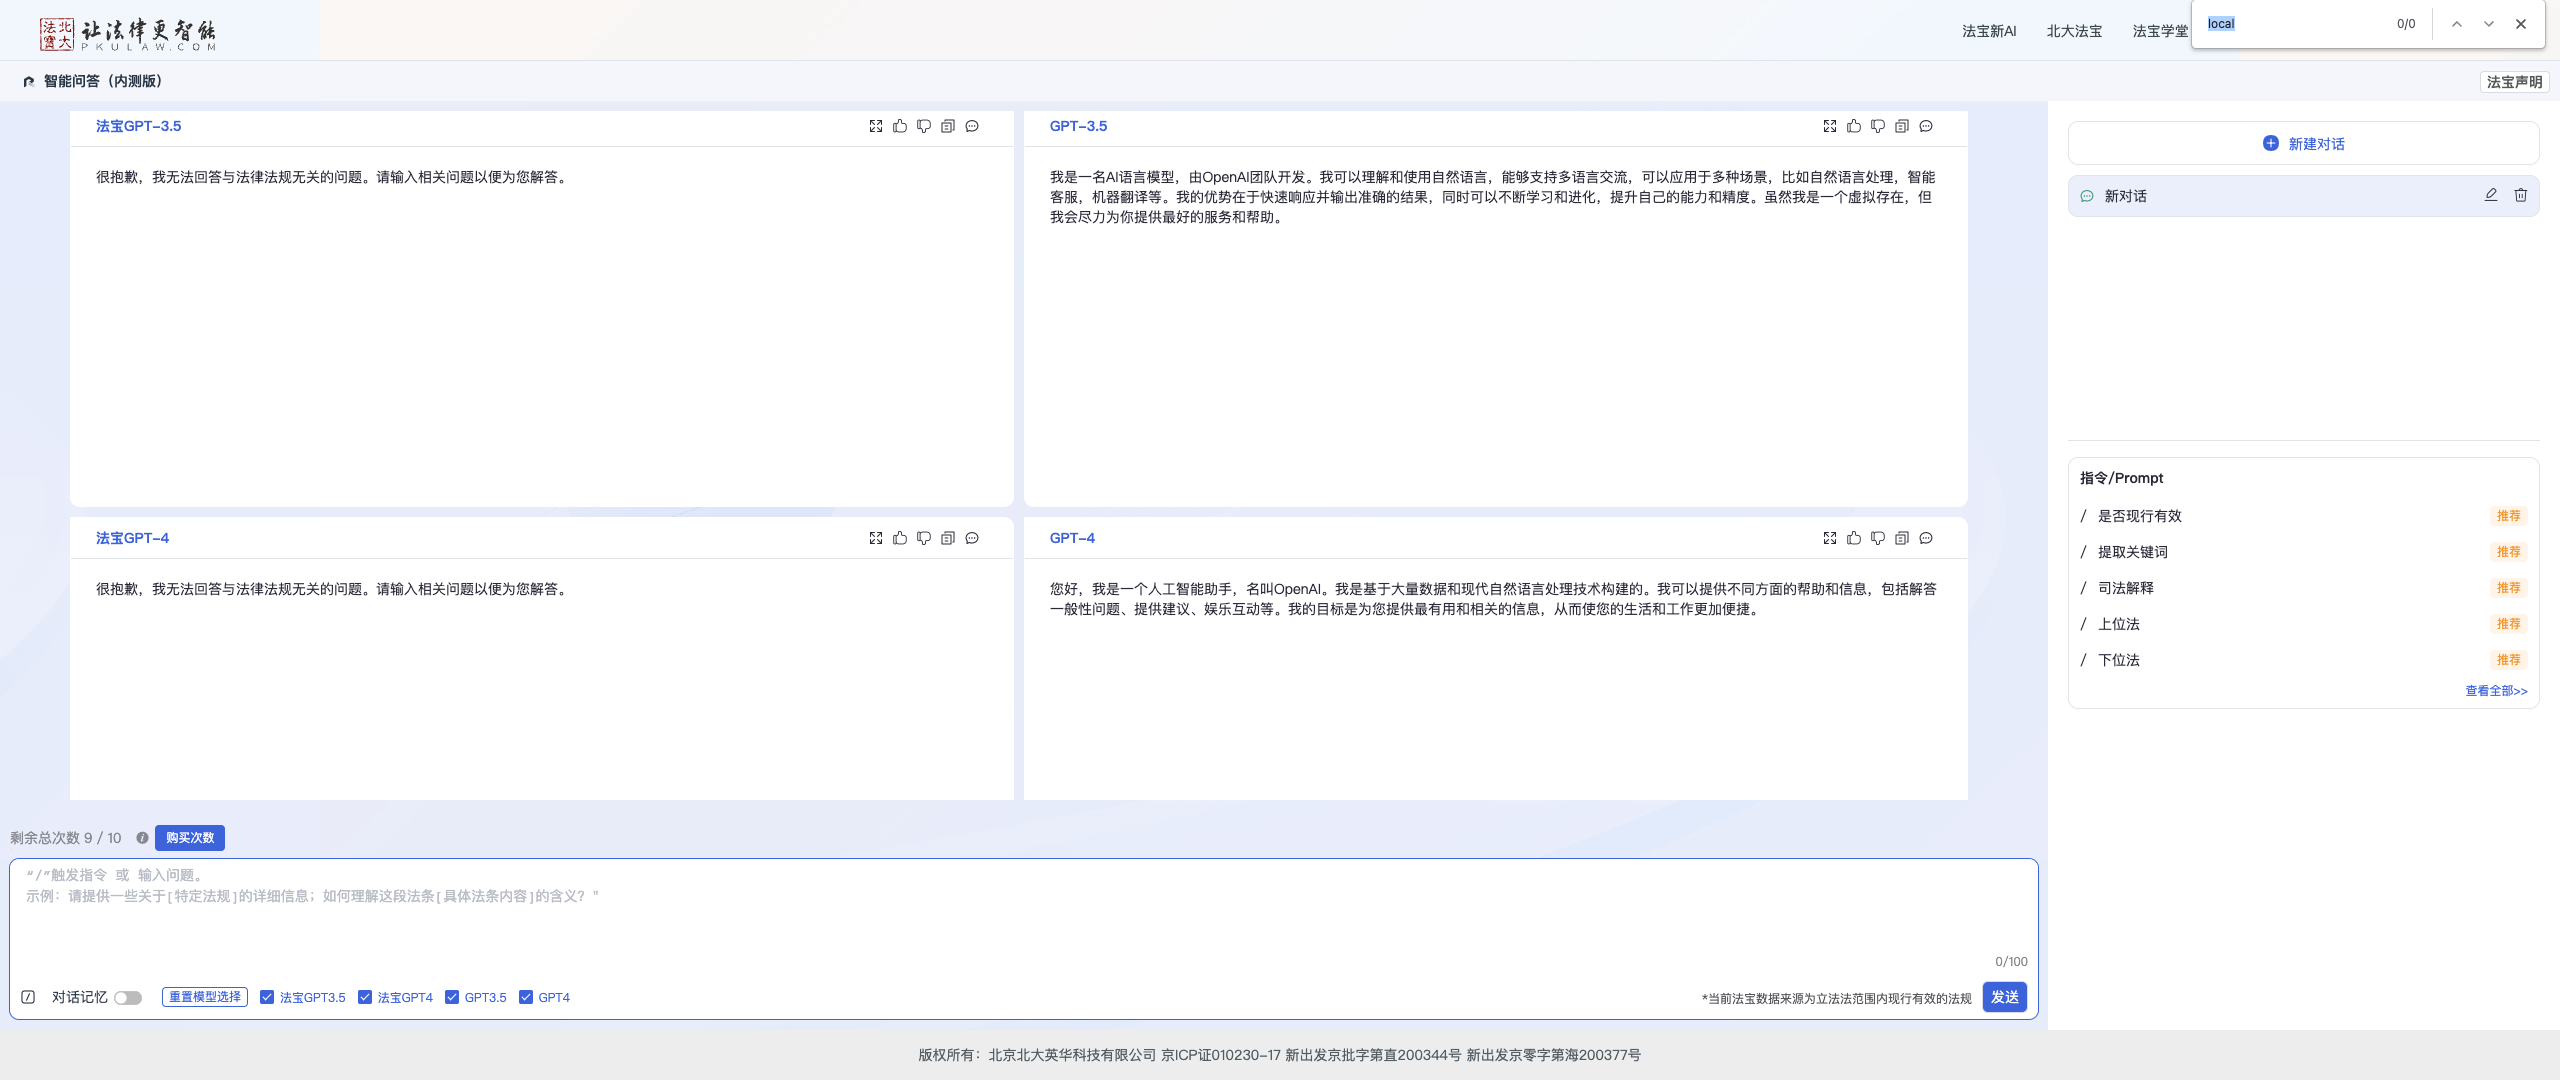 法宝 北大 让法律更智能
PKULAW.COM
法宝新AI 北大法宝 法宝学堂
local 0/0
智能问答（内测版）
法宝声明
法宝GPT-3.5
很抱歉，我无法回答与法律法规无关的问题。请输入相关问题以便为您解答。
GPT-3.5
我是一名AI语言模型，由OpenAI团队开发。我可以理解和使用自然语言，能够支持多语言交流，可以应用于多种场景，比如自然语言处理，智能
客服，机器翻译等。我的优势在于快速响应并输出准确的结果，同时可以不断学习和进化，提升自己的能力和精度。虽然我是一个虚拟存在，但
我会尽力为你提供最好的服务和帮助。
法宝GPT-4
很抱歉，我无法回答与法律法规无关的问题。请输入相关问题以便为您解答。
GPT-4
您好，我是一个人工智能助手，名叫OpenAI。我是基于大量数据和现代自然语言处理技术构建的。我可以提供不同方面的帮助和信息，包括解答
一般性问题、提供建议、娱乐互动等。我的目标是为您提供最有用和相关的信息，从而使您的生活和工作更加便捷。
新建对话
新对话
指令/Prompt
/ 是否现行有效 推荐
/ 提取关键词 推荐
/ 司法解释 推荐
/ 上位法 推荐
/ 下位法 推荐
查看全部>>
剩余总次数 9 / 10 购买次数
“/”触发指令 或 输入问题。
示例：请提供一些关于[特定法规]的详细信息；如何理解这段法条[具体法条内容]的含义？"
0/100
对话记忆 重置模型选择 法宝GPT3.5 法宝GPT4 GPT3.5 GPT4
*当前法宝数据来源为立法法范围内现行有效的法规 发送
版权所有：北京北大英华科技有限公司 京ICP证010230-17 新出发京批字第直200344号 新出发京零字第海200377号